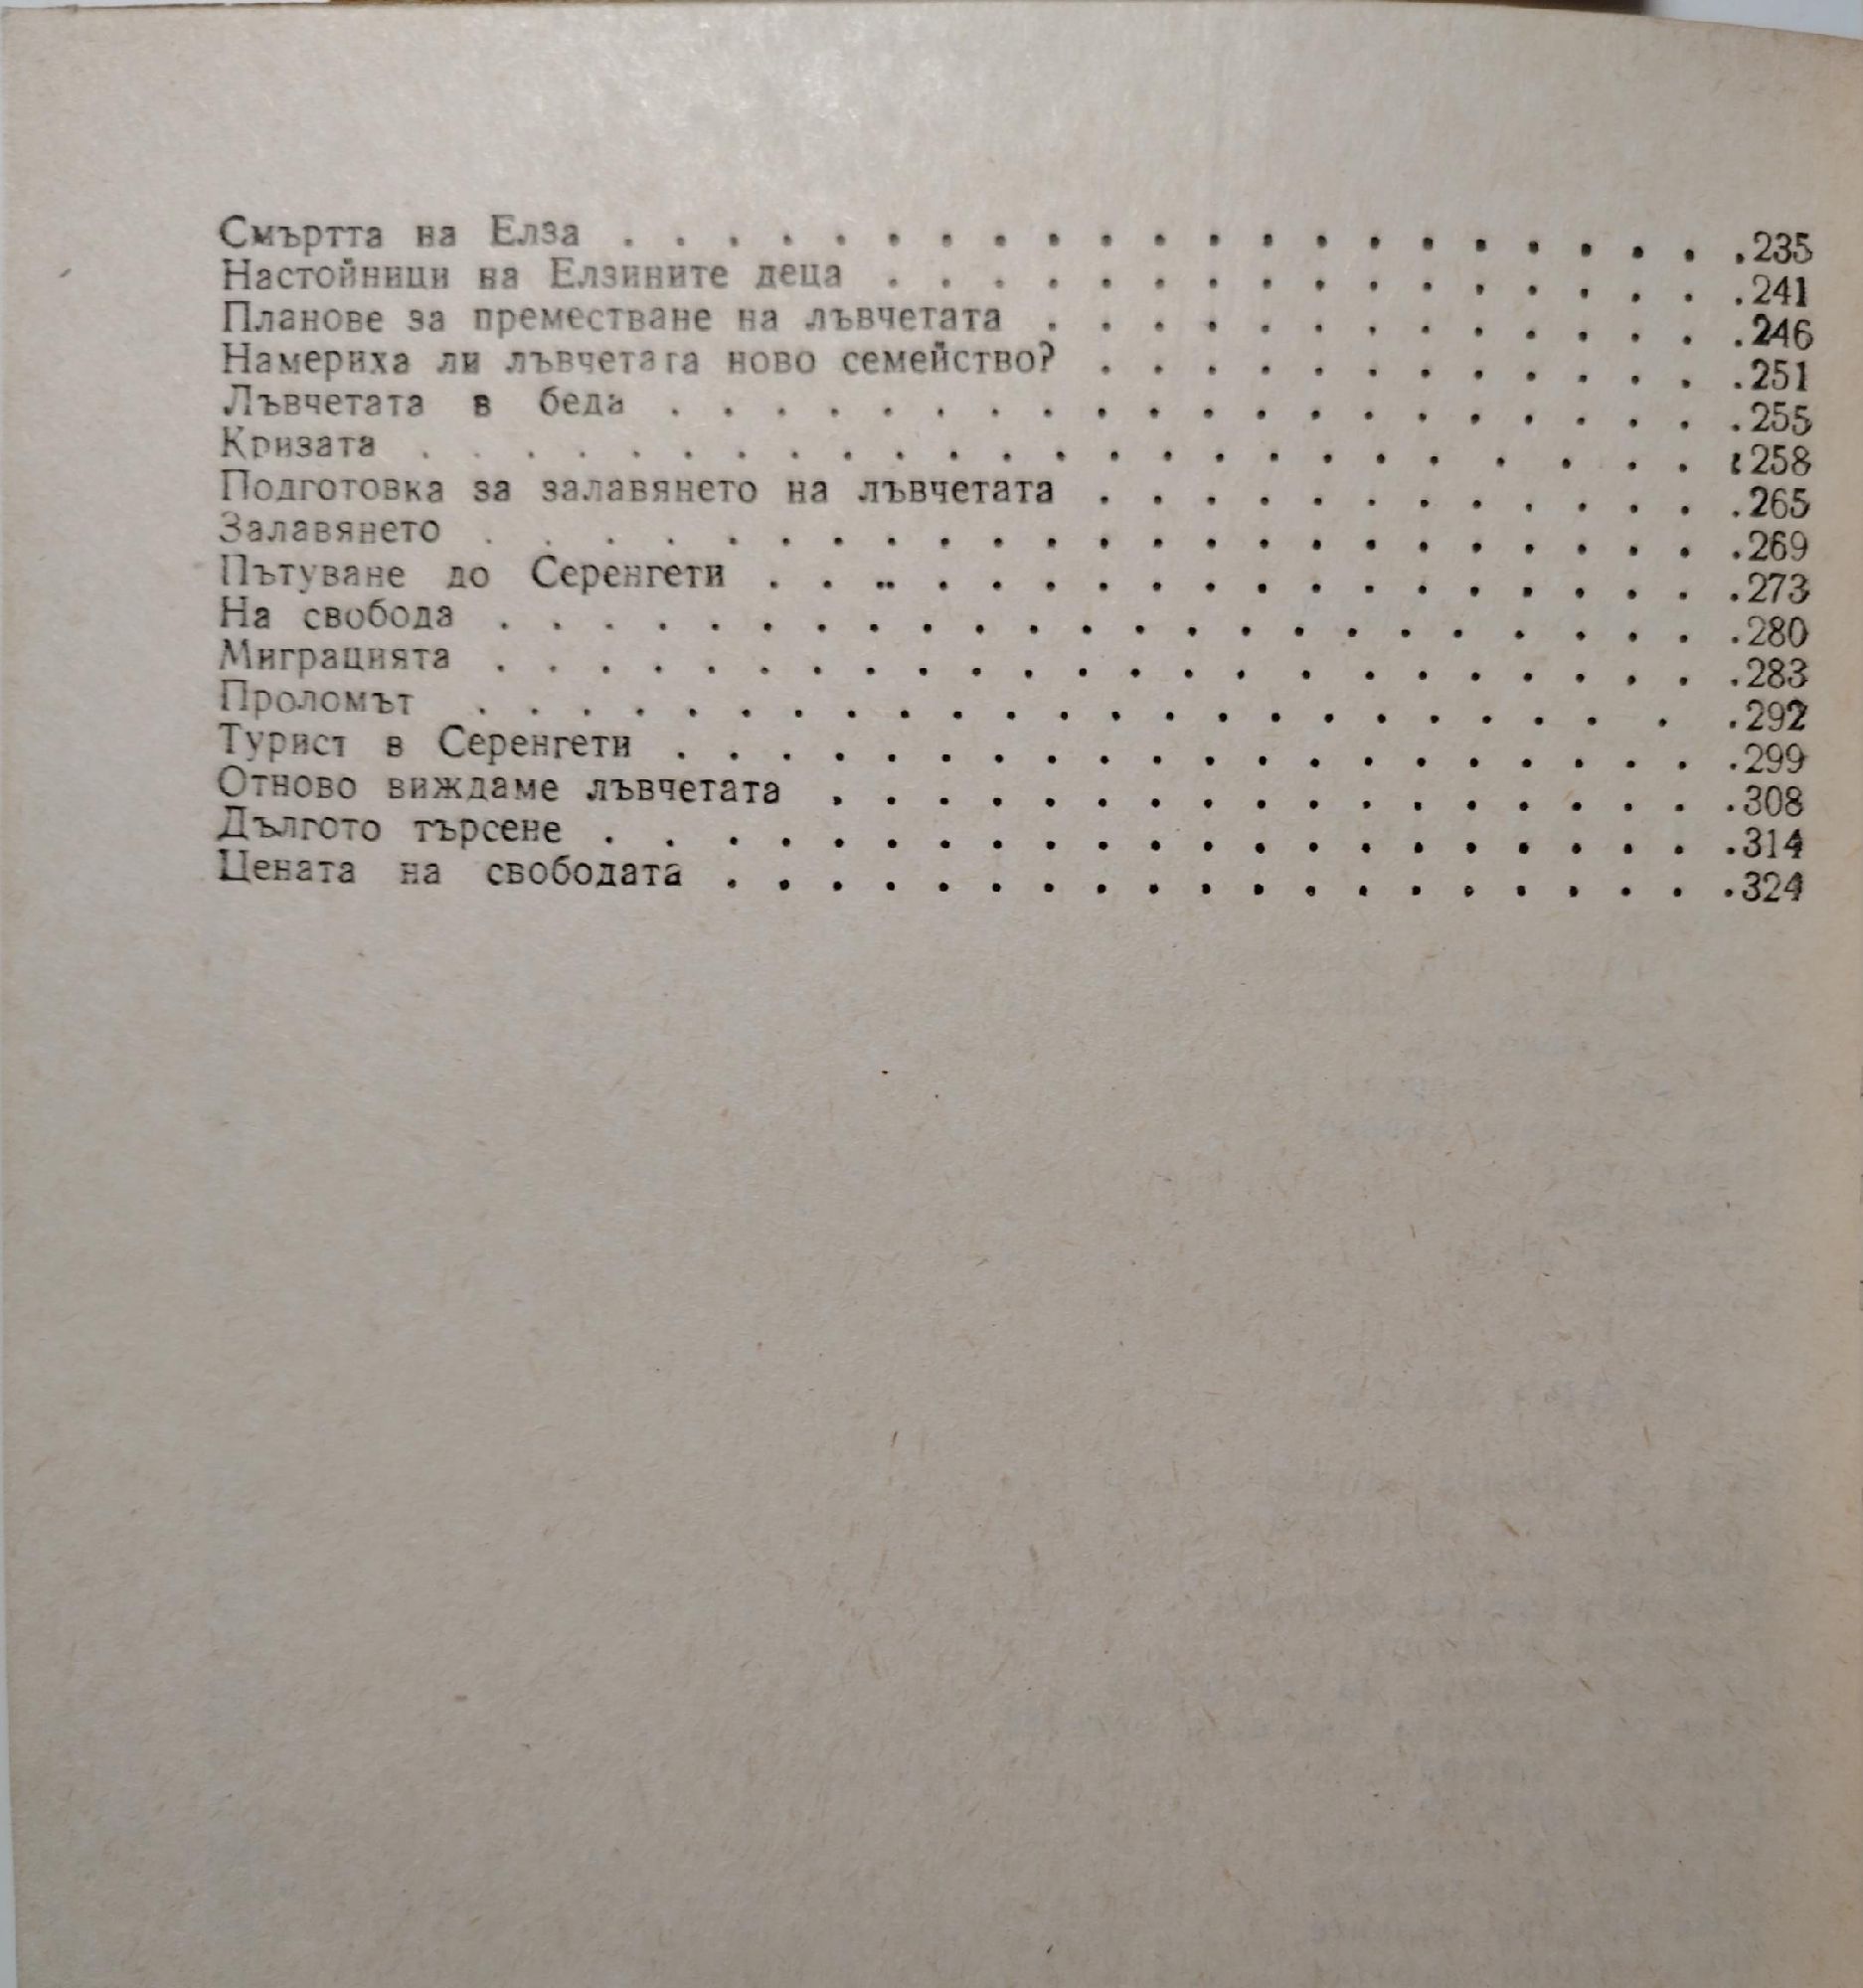 Смъртта на Елза . . . . . . . . . . . . . . . . . . . . . . 235
Настойници на Елзините деца . . . . . . . . . . . . . . . . . 241
Планове за преместване на лъвчетата . . . . . . . . . . . . . . 246
Намериха ли лъвчетата ново семейство? . . . . . . . . . . . . . 251
Лъвчетата в беда . . . . . . . . . . . . . . . . . . . . . 255
Кризата . . . . . . . . . . . . . . . . . . . . . . . . 258
Подготовка за залавянето на лъвчетата . . . . . . . . . . . . . 265
Залавянето . . . . . . . . . . . . . . . . . . . . . . . 269
Пътуване до Серенгети . . . . . . . . . . . . . . . . . . . 273
На свобода . . . . . . . . . . . . . . . . . . . . . . . 280
Миграцията . . . . . . . . . . . . . . . . . . . . . . . 283
Проломът . . . . . . . . . . . . . . . . . . . . . . . 292
Турист в Серенгети . . . . . . . . . . . . . . . . . . . . . 299
Отново виждаме лъвчетата . . . . . . . . . . . . . . . . . . 308
Дългото търсене . . . . . . . . . . . . . . . . . . . . . . 314
Цената на свободата . . . . . . . . . . . . . . . . . . . . 324